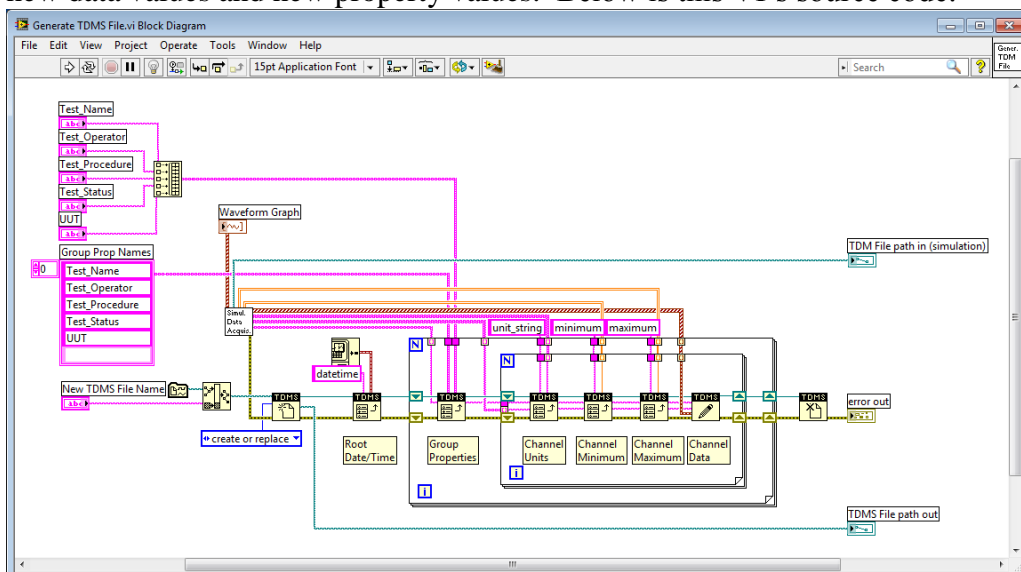 new data values and new property values. Below is this VI's source code:
Generate TDMS File.vi Block Diagram
File Edit View Project Operate Tools Window Help
15pt Application Font
Search
Gener. TDM File
Test_Name
abc
Test_Operator
abc
Test_Procedure
abc
Test_Status
abc
UUT
abc
Waveform Graph
Group Prop Names
0
Test_Name
Test_Operator
Test_Procedure
Test_Status
UUT
TDM File path in (simulation)
Simul. Data Acquis.
unit_string minimum maximum
N
N
datetime
New TDMS File Name
abc
TDMS TDMS TDMS TDMS TDMS TDMS TDMS TDMS
error out
create or replace
Root Date/Time
Group Properties
Channel Units
Channel Minimum
Channel Maximum
Channel Data
i
i
TDMS File path out